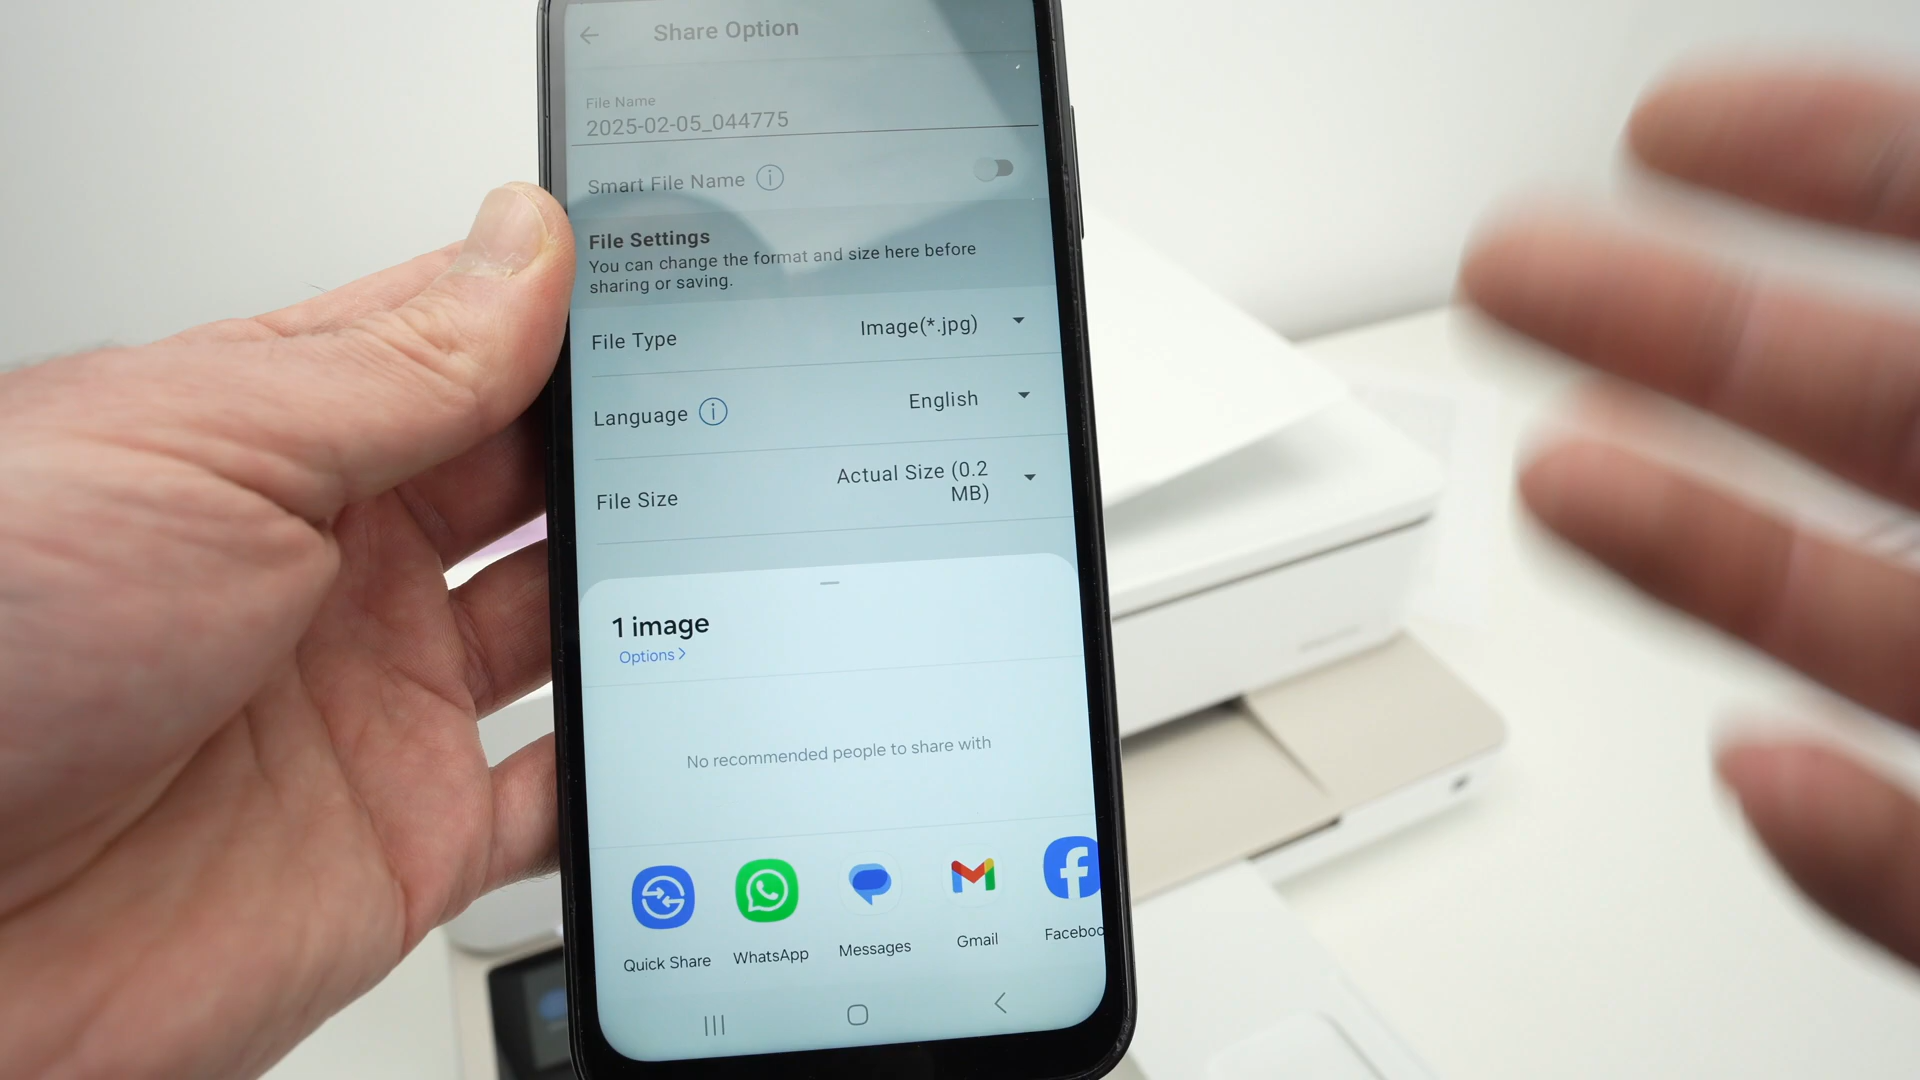 Share Option
File Name
2025-02-05_044775
Smart File Name
File Settings
You can change the format and size here before
sharing or saving.
File Type
Image(*.jpg)
Language
English
File Size
Actual Size (0.2
MB)
1 image
Options >
No recommended people to share with
Quick Share
WhatsApp
Messages
Gmail
Faceboo